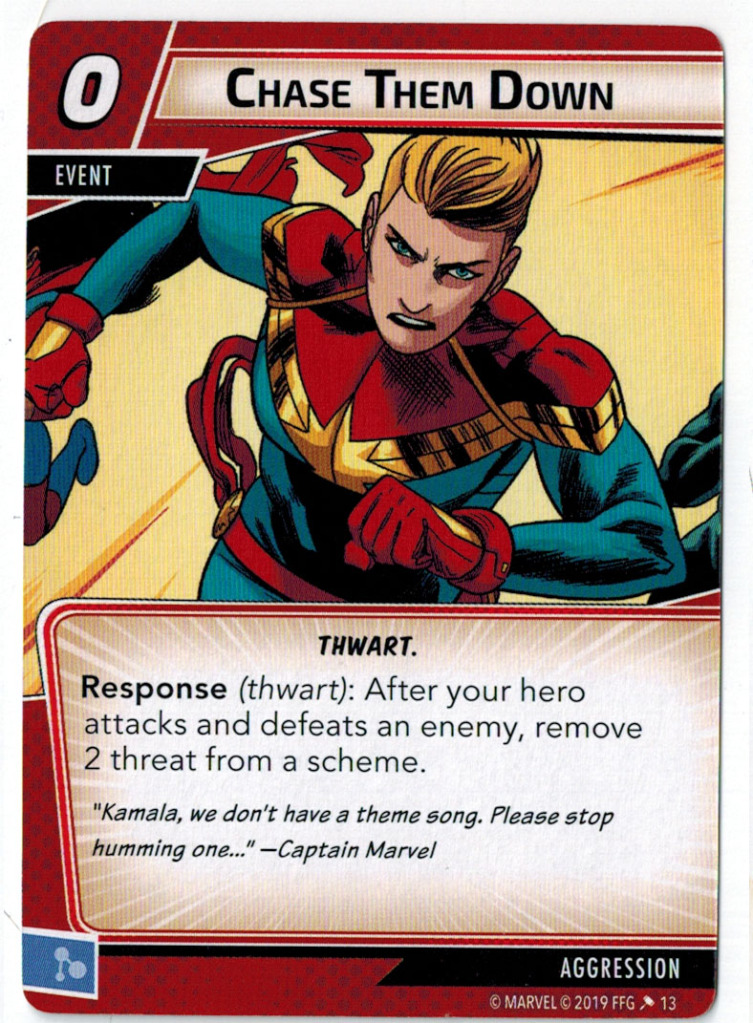 0
CHASE THEM DOWN
EVENT
THWART.
Response (thwart): After your hero
attacks and defeats an enemy, remove
2 threat from a scheme.
"Kamala, we don't have a theme song. Please stop
humming one..." —Captain Marvel
AGGRESSION
© MARVEL © 2019 FFG 13